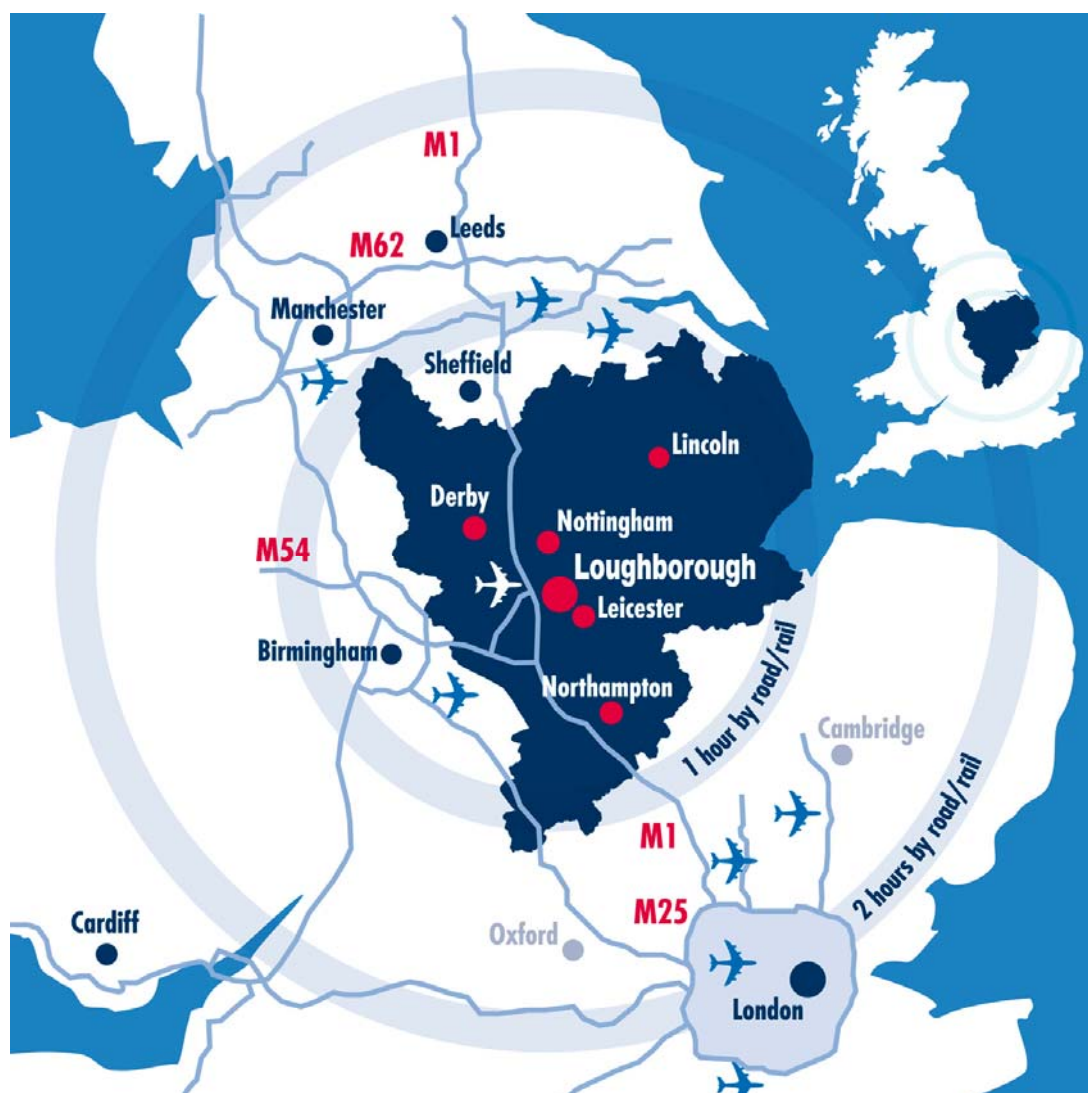 M1
Leeds
M62
Manchester
Sheffield
Lincoln
Derby
Nottingham
M54
Loughborough
Leicester
Birmingham
Northampton
1 hour by road/rail
Cambridge
2 hours by road/rail
M1
M25
Cardiff
Oxford
London